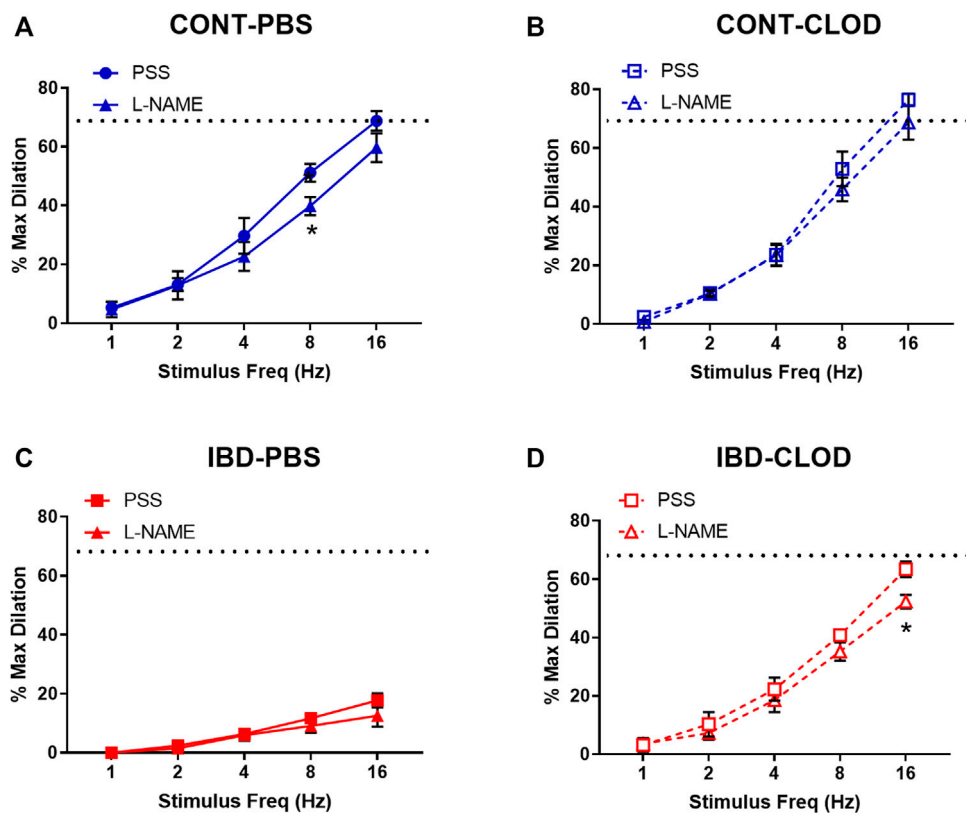 A
CONT-PBS
PSS
L-NAME
80
60
40
20
0
% Max Dilation
*
1 2 4 8 16
Stimulus Freq (Hz)
B
CONT-CLOD
PSS
L-NAME
80
60
40
20
0
% Max Dilation
1 2 4 8 16
Stimulus Freq (Hz)
C
IBD-PBS
PSS
L-NAME
80
60
40
20
0
% Max Dilation
1 2 4 8 16
Stimulus Freq (Hz)
D
IBD-CLOD
PSS
L-NAME
80
60
40
20
0
% Max Dilation
*
1 2 4 8 16
Stimulus Freq (Hz)